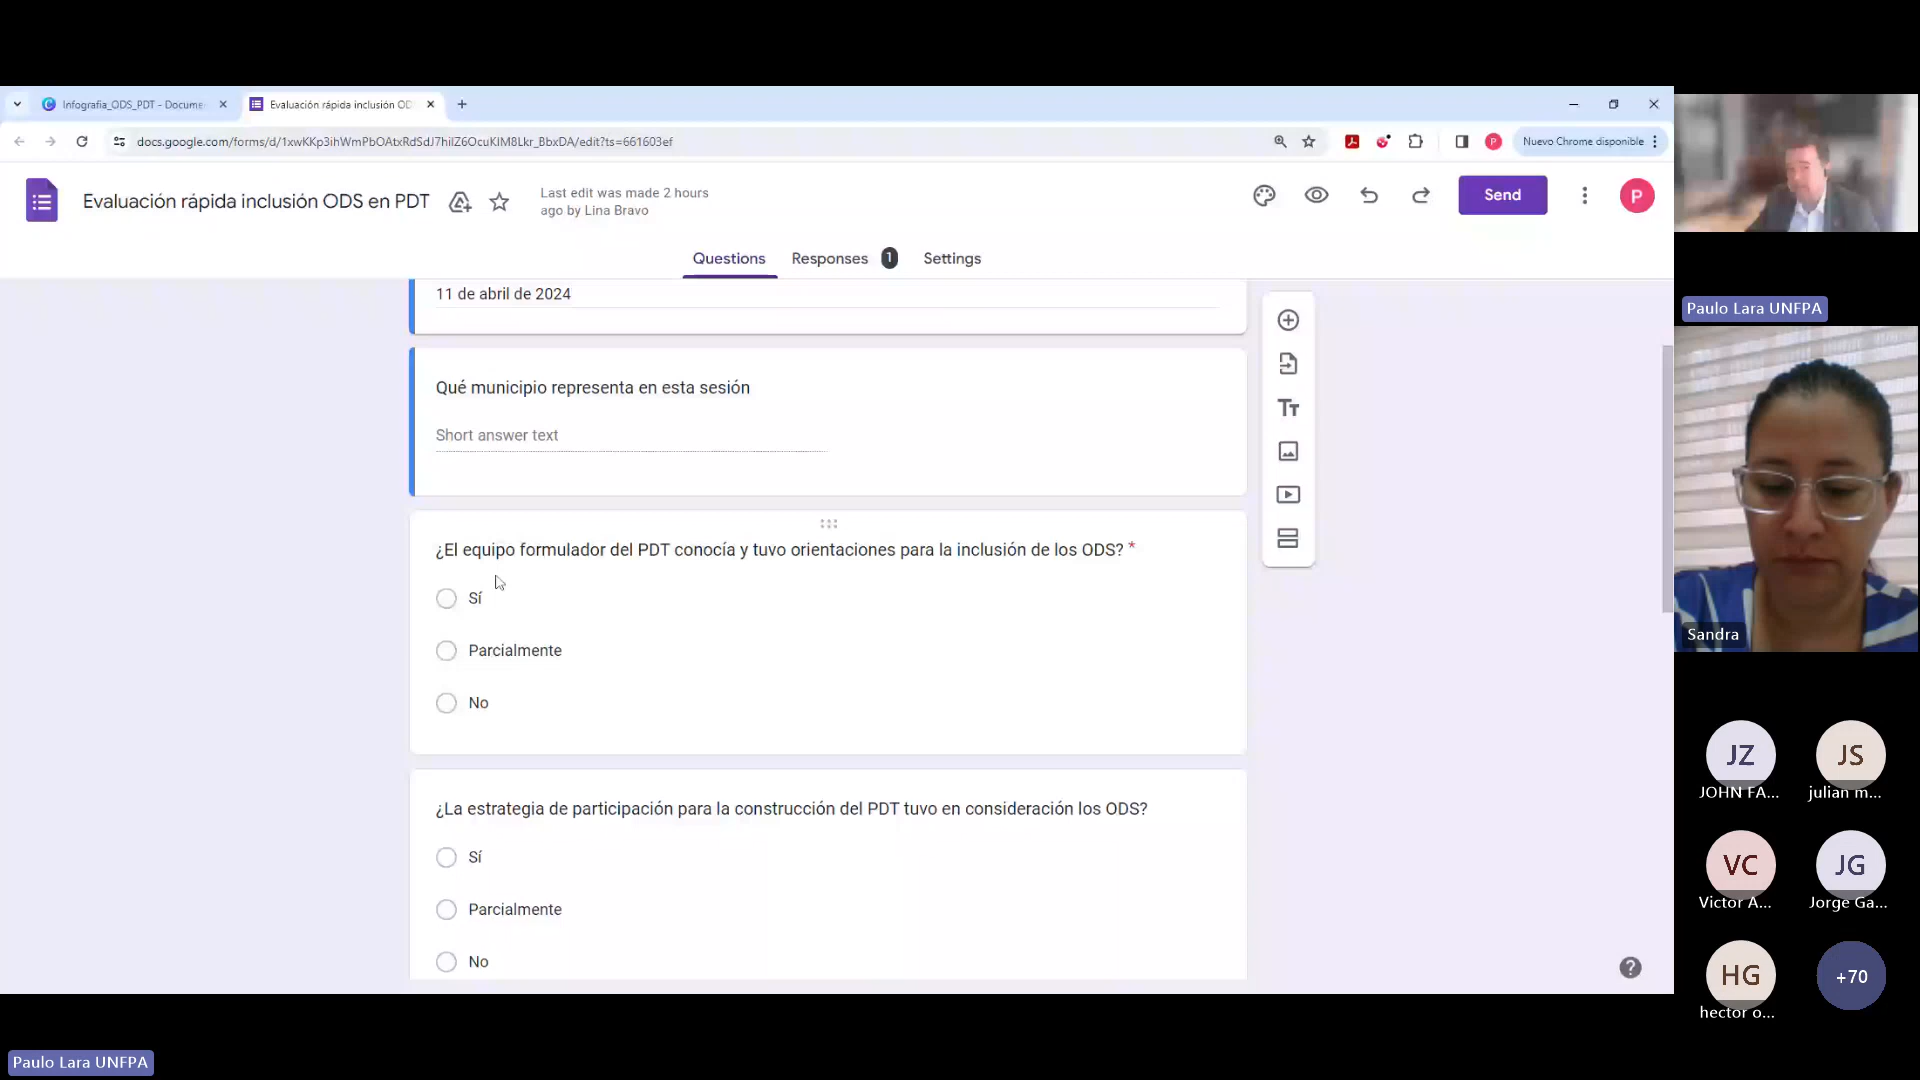 Infografia_ODS_PDT - Docume
Evaluación rápida inclusión OD
docs.google.com/forms/d/1xwKKp3ihWmPbOAtxRdSdJ7hilZ6OcuKlM8Lkr_BbxDA/edit?ts=661603ef
P
Nuevo Chrome disponible
Evaluación rápida inclusión ODS en PDT
Last edit was made 2 hours
ago by Lina Bravo
Send
P
Questions
Responses
1
Settings
11 de abril de 2024
Qué municipio representa en esta sesión
Short answer text
¿El equipo formulador del PDT conocía y tuvo orientaciones para la inclusión de los ODS? *
Sí
Parcialmente
No
¿La estrategia de participación para la construcción del PDT tuvo en consideración los ODS?
Sí
Parcialmente
No
Tт
Paulo Lara UNFPA
Sandra
JZ
JOHN FA...
JS
julian m...
VC
Victor A...
JG
Jorge Ga...
HG
hector o...
+70
Paulo Lara UNFPA